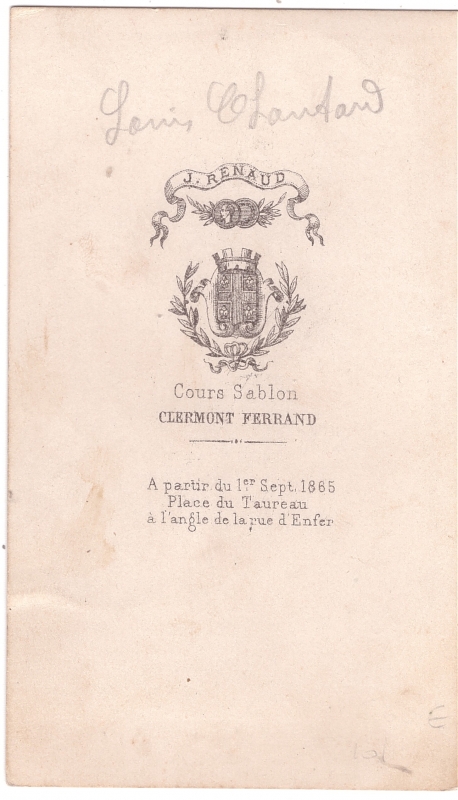 Louis Chautard
J. RENAUD
Cours Sablon
CLERMONT FERRAND
A partir du 1er Sept. 1865
Place du Taureau
à l'angle de la rue d'Enfer
E